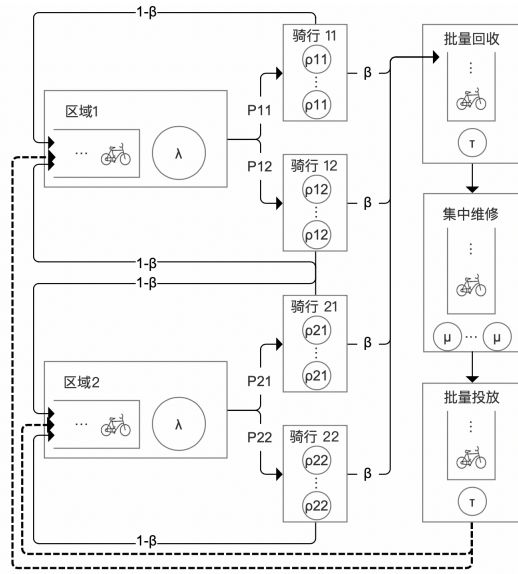 1-β
骑行 11
ρ11
⋮
ρ11
β
批量回收
⋮
τ
区域1
...
λ
P11
P12
骑行 12
ρ12
⋮
ρ12
β
集中维修
⋮
μ ... μ
1-β
1-β
骑行 21
ρ21
⋮
ρ21
β
区域2
...
λ
P21
P22
骑行 22
ρ22
⋮
ρ22
β
批量投放
⋮
τ
1-β